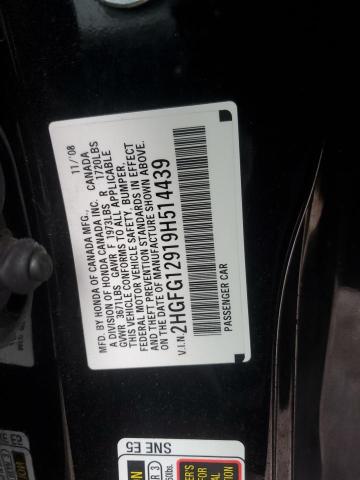 11/'08
MFD. BY HONDA OF CANADA MFG.,
A DIVISION OF HONDA CANADA INC. CANADA
GVWR 3671LBS GAWR F 1973LBS R 1720LBS
THIS VEHICLE CONFORMS TO ALL APPLICABLE
FEDERAL MOTOR VEHICLE SAFETY, BUMPER,
AND THEFT PREVENTION STANDARDS IN EFFECT
ON THE DATE OF MANUFACTURE SHOWN ABOVE.
V.I.N. 2HGFG12919H514439
PASSENGER CAR
SNE E5